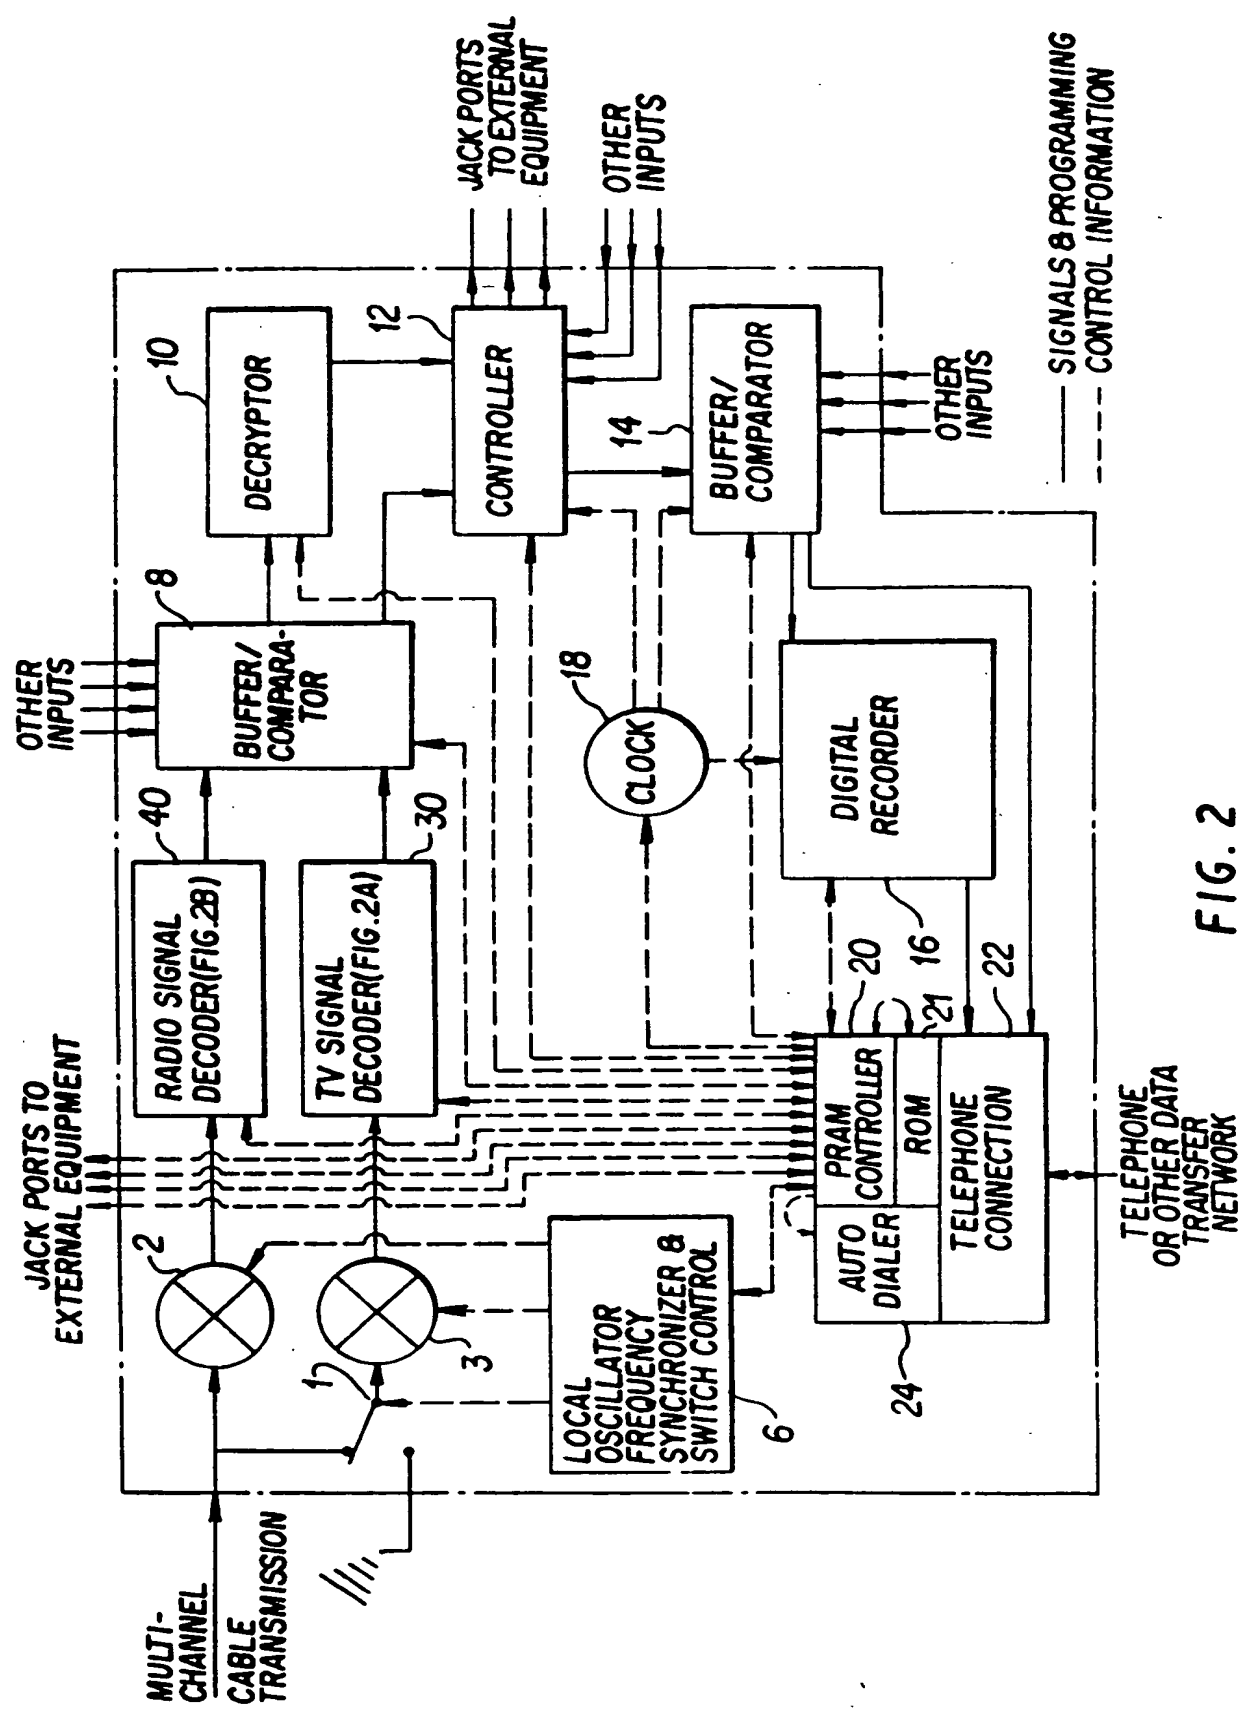 JACK PORTS TO
EXTERNAL EQUIPMENT
OTHER
INPUTS
MULTI-
CHANNEL
CABLE
TRANSMISSION
2
40
RADIO SIGNAL
DECODER(FIG.2B)
8
BUFFER/
COMPARA-
TOR
10
DECRYPTOR
1
3
30
TV SIGNAL
DECODER(FIG.2A)
12
CONTROLLER
JACK PORTS
TO EXTERNAL
EQUIPMENT
OTHER
INPUTS
LOCAL
OSCILLATOR
FREQUENCY
SYNCHRONIZER &
SWITCH CONTROL
6
18
CLOCK
14
BUFFER/
COMPARATOR
OTHER
INPUTS
DIGITAL
RECORDER
16
20
21
22
PRAM
CONTROLLER
ROM
AUTO
DIALER
24
TELEPHONE
CONNECTION
TELEPHONE
OR OTHER DATA
TRANSFER
NETWORK
SIGNALS & PROGRAMMING
CONTROL INFORMATION
FIG. 2